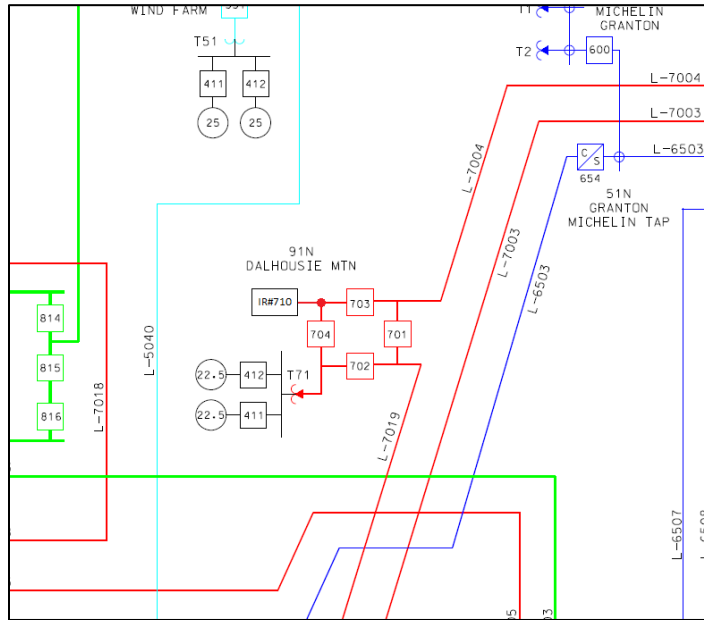 WIND FARM
T51
411
412
25
25
T1
MICHELIN
GRANTON
T2
600
L-7004
L-7003
L-6503
C
S
654
51N
GRANTON
MICHELIN TAP
L-7004
L-7003
L-6503
L-5040
91N
DALHOUSIE MTN
IR#710
703
704
701
702
T71
22.5
412
22.5
411
814
815
816
L-7018
L-7019
L-6507